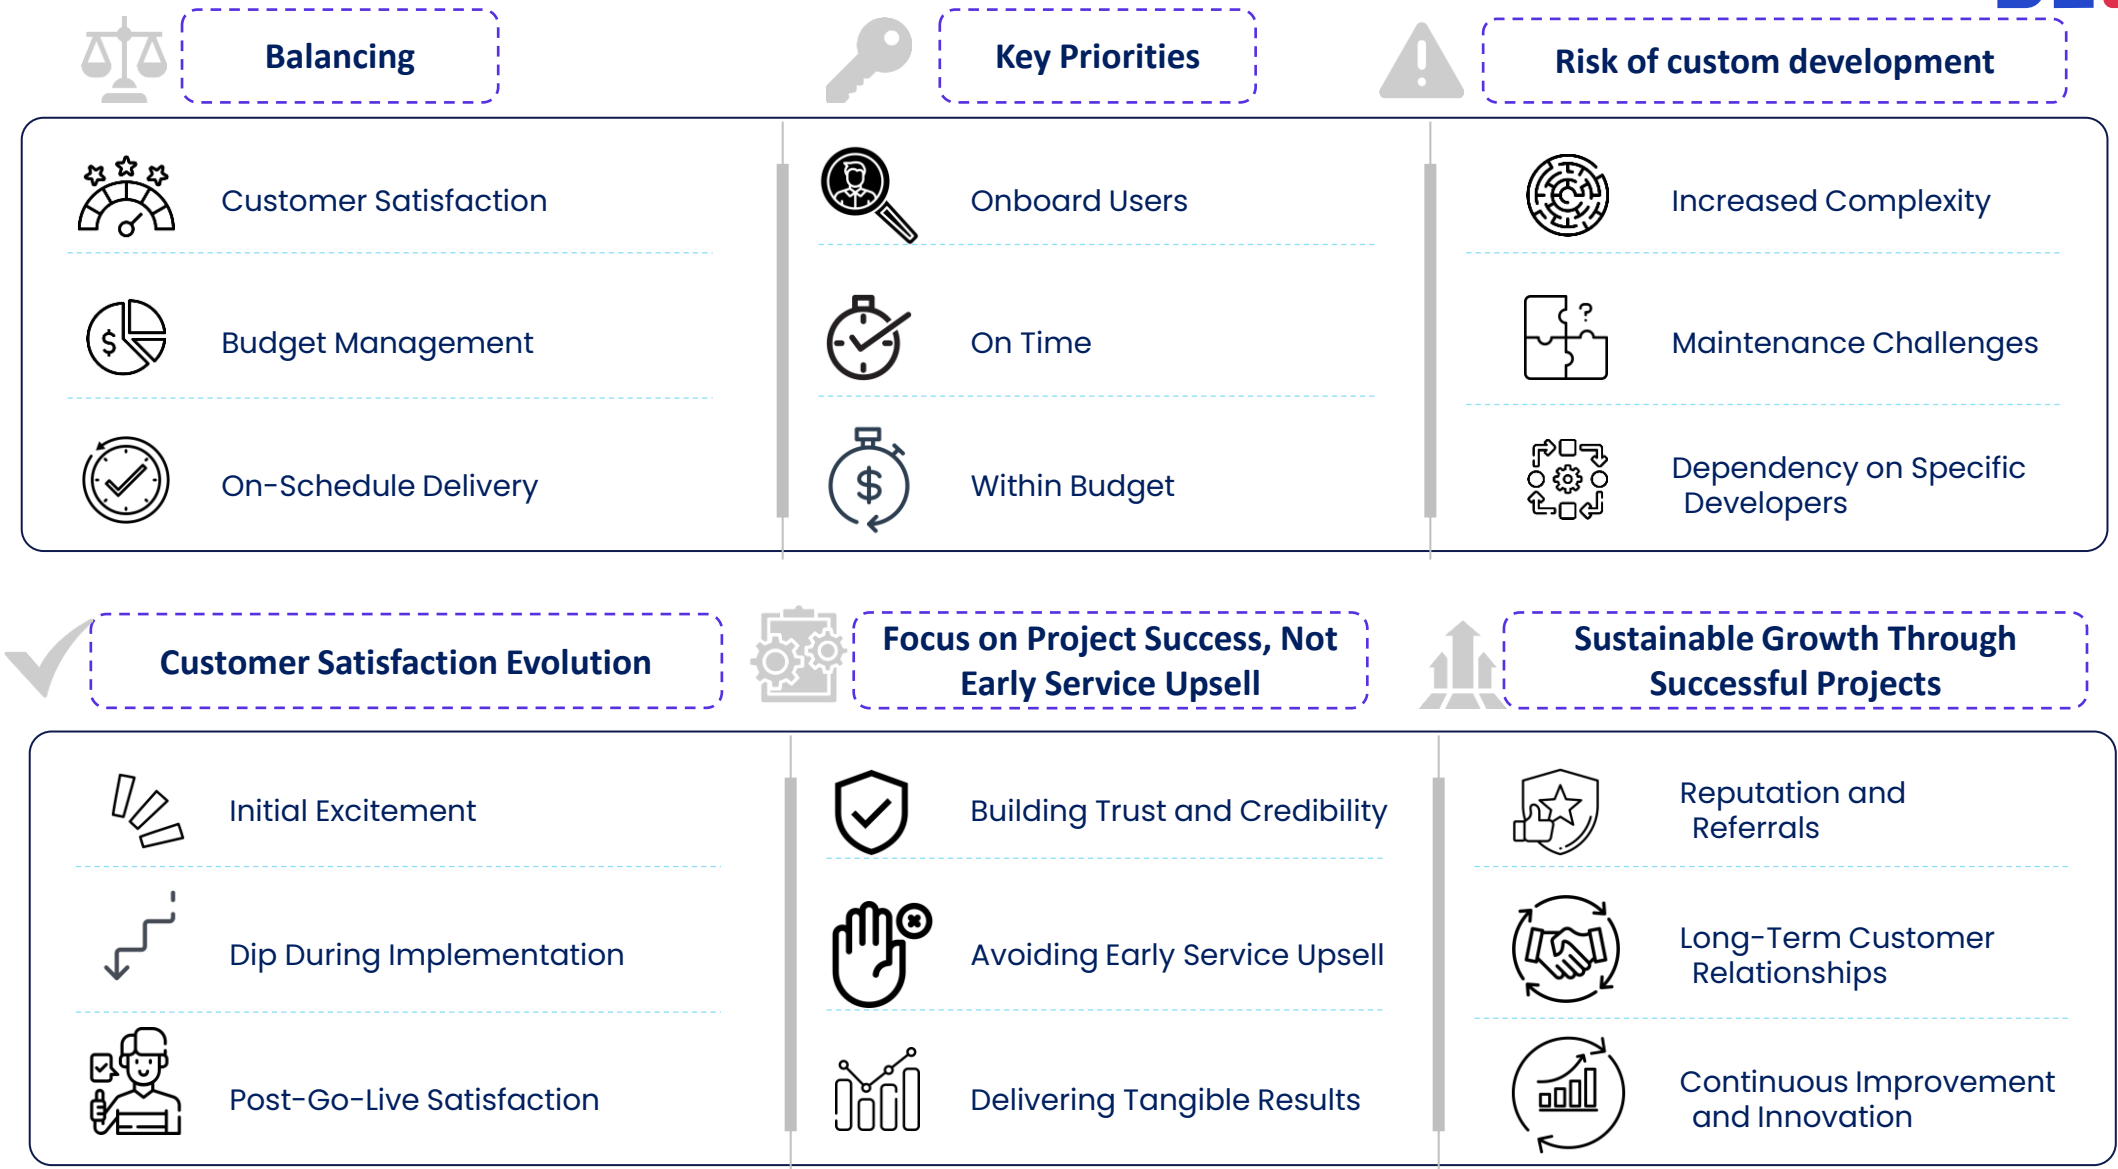 Balancing
Key Priorities
Risk of custom development
Customer Satisfaction
Budget Management
On-Schedule Delivery
Onboard Users
On Time
Within Budget
Increased Complexity
Maintenance Challenges
Dependency on Specific
Developers
Customer Satisfaction Evolution
Focus on Project Success, Not
Early Service Upsell
Sustainable Growth Through
Successful Projects
Initial Excitement
Dip During Implementation
Post-Go-Live Satisfaction
Building Trust and Credibility
Avoiding Early Service Upsell
Delivering Tangible Results
Reputation and
Referrals
Long-Term Customer
Relationships
Continuous Improvement
and Innovation